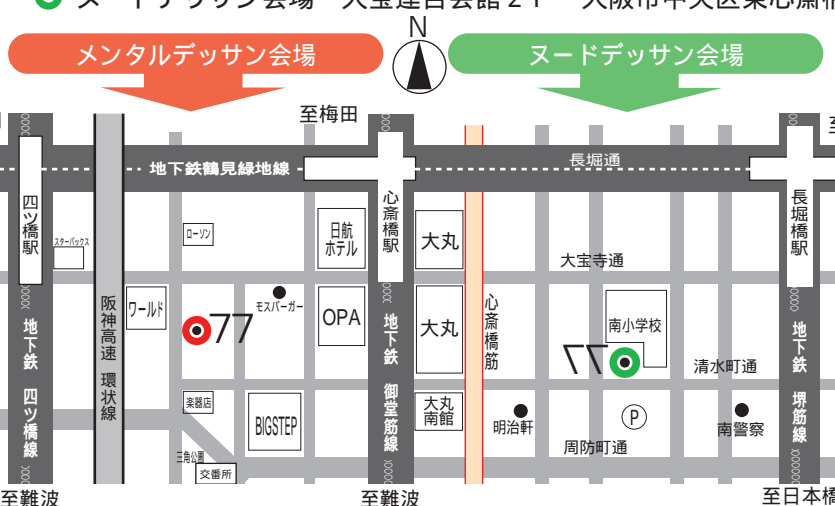 ヌードデッサン会場 大宝連合会館2F 大阪市中央区東心斎橋
メンタルデッサン会場
N
ヌードデッサン会場
至梅田
至
地下鉄鶴見緑地線
長堀通
四ツ橋駅
スターバックス
ローソン
日航
ホテル
心斎橋駅
大丸
長堀橋駅
大宝寺通
阪神高速 環状線
ワールド
モスバーガー
77
OPA
大丸
心斎橋筋
南小学校
77
清水町通
地下鉄 四ツ橋線
地下鉄 御堂筋線
地下鉄 堺筋線
楽器店
BIGSTEP
大丸
南館
明治軒
P
南警察
周防町通
三角公園
交番所
至難波
至難波
至日本橋